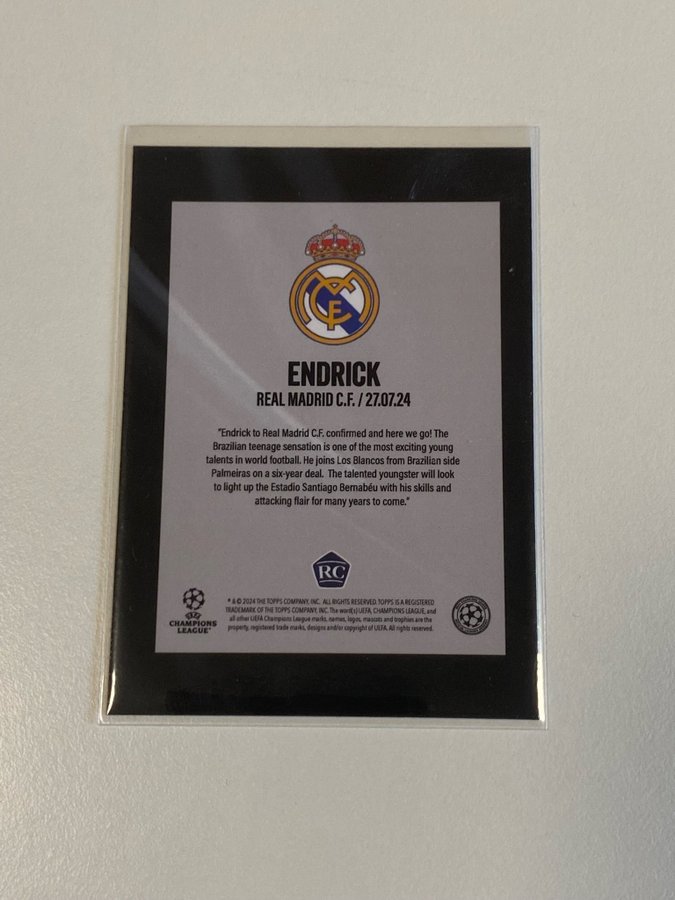 ENDRICK
REAL MADRID C.F. / 27.07.24
"Endrick to Real Madrid C.F. confirmed and here we go! The
Brazilian teenage sensation is one of the most exciting young
talents in world football. He joins Los Blancos from Brazilian side
Palmeiras on a six-year deal. The talented youngster will look
to light up the Estadio Santiago Bernabéu with his skills and
attacking flair for many years to come."
RC
® & © 2024 THE TOPPS COMPANY, INC. ALL RIGHTS RESERVED. TOPPS IS A REGISTERED
TRADEMARK OF THE TOPPS COMPANY, INC. The word(s) UEFA, CHAMPIONS LEAGUE, and
all other UEFA Champions League marks, names, logos, mascots and trophies are the
property, registered trade marks, designs and/or copyright of UEFA. All rights reserved.
UEFA
CHAMPIONS
LEAGUE®